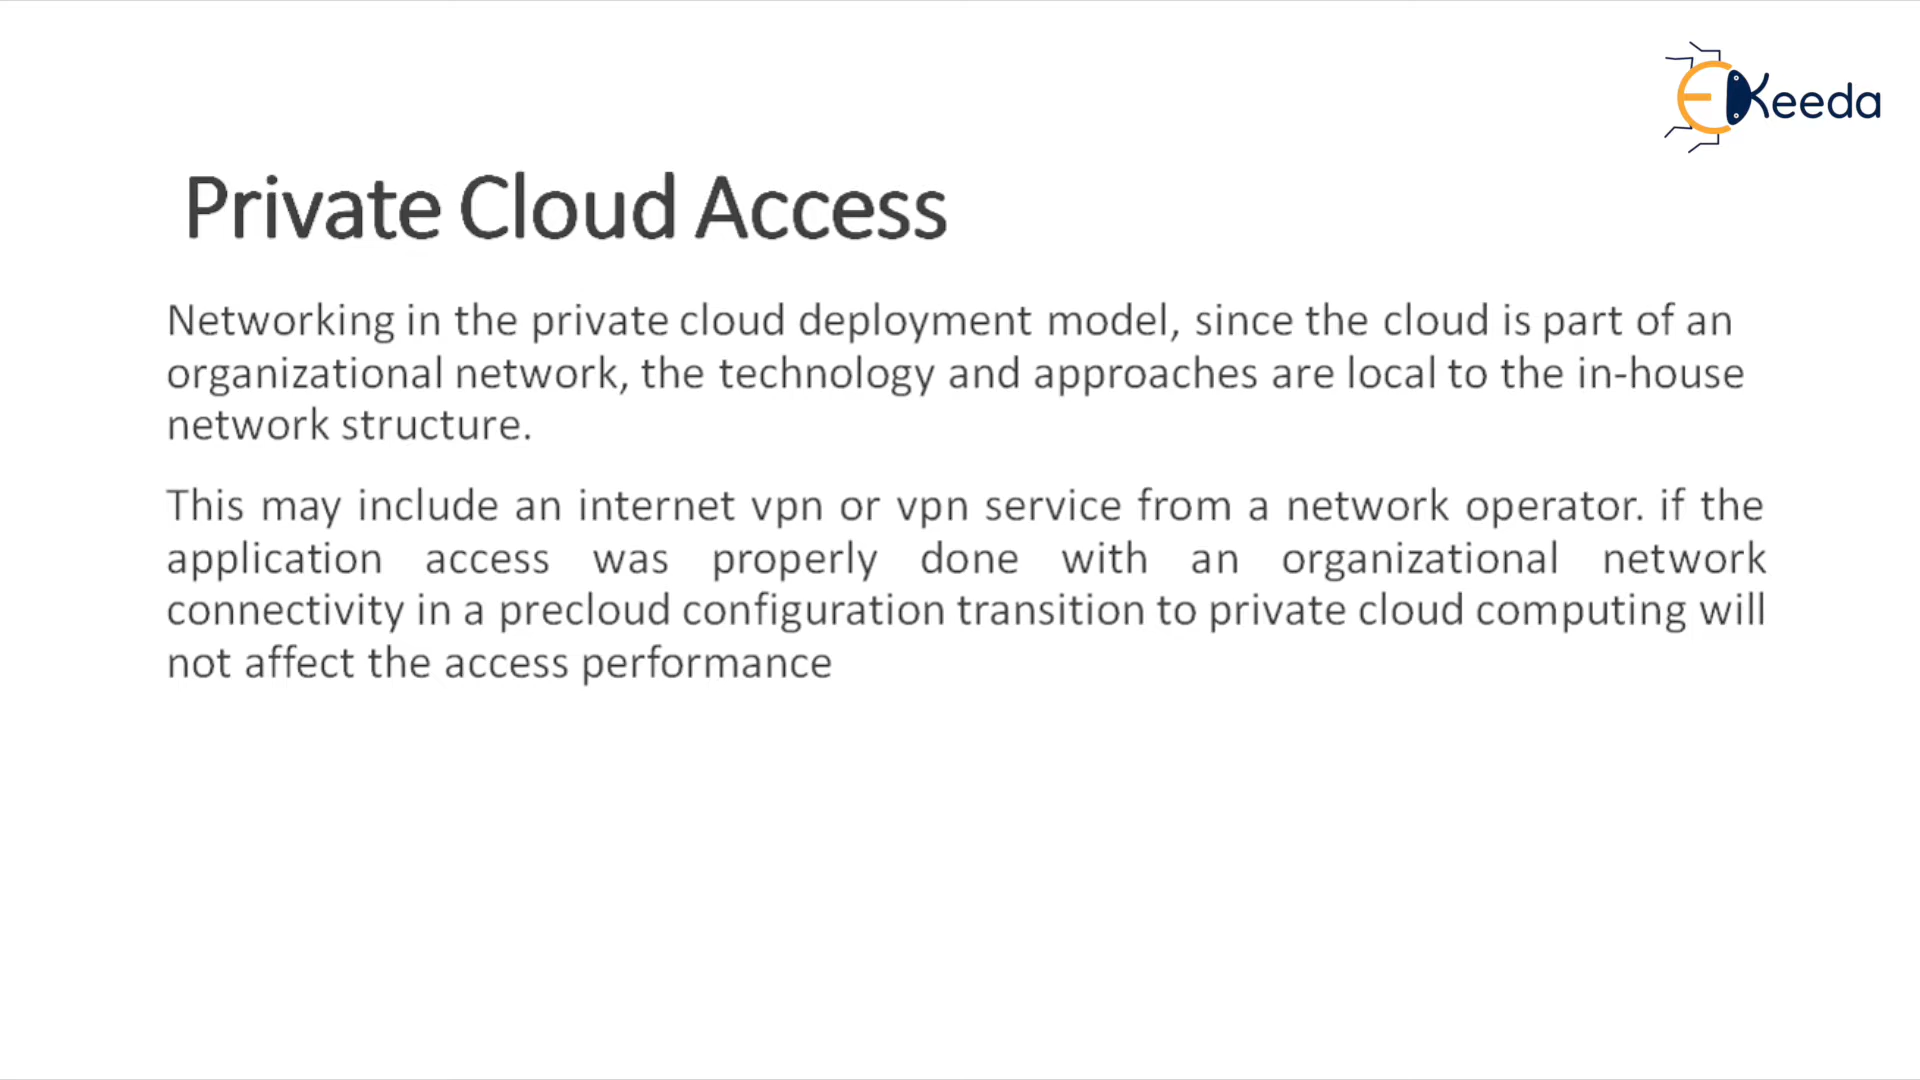 EKeeda
Private Cloud Access
Networking in the private cloud deployment model, since the cloud is part of an
organizational network, the technology and approaches are local to the in-house
network structure.
This may include an internet vpn or vpn service from a network operator. if the
application access was properly done with an organizational network
connectivity in a precloud configuration transition to private cloud computing will
not affect the access performance